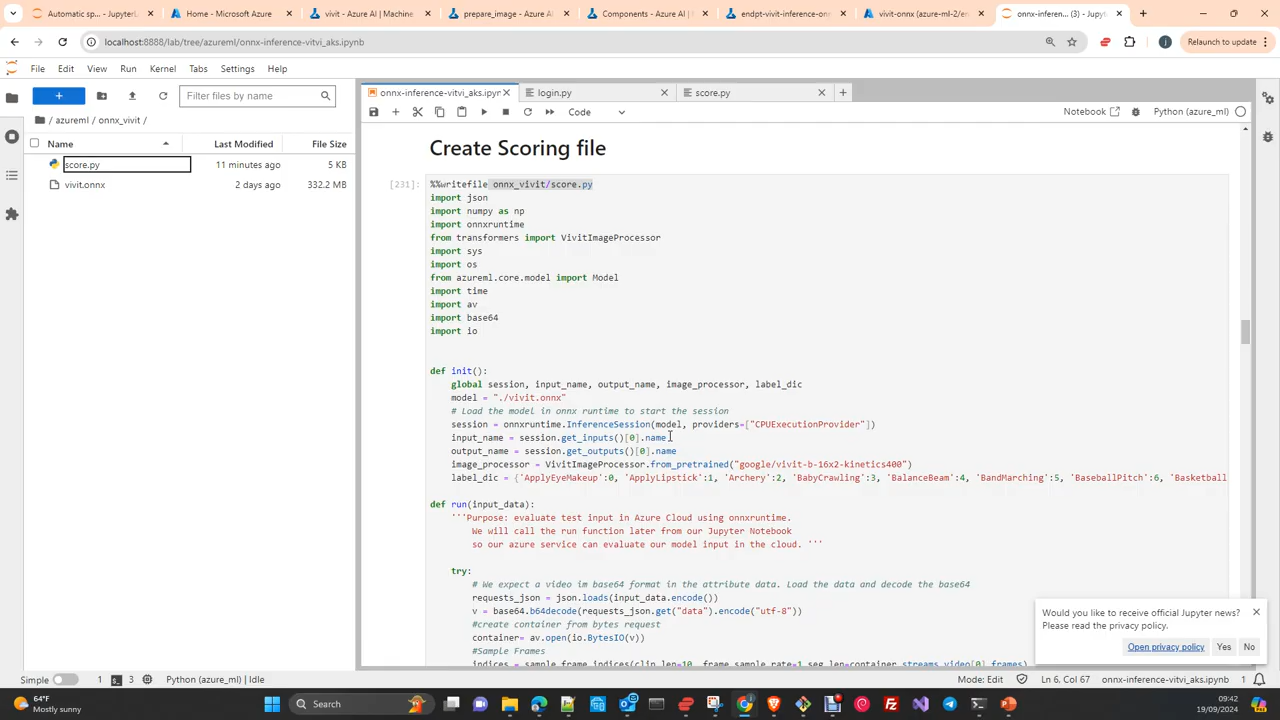 Automatic sp... - JupyterL
Home - Microsoft Azure
vivit - Azure AI | Machine
prepare_image - Azure AI
Components - Azure AI |
endpt-vivit-inference-onn
vivit-onnx (azure-ml-2/en
onnx-infere... (3) - Jupyt
localhost:8888/lab/tree/azureml/onnx-inference-vitvi_aks.ipynb
Relaunch to update
File Edit View Run Kernel Tabs Settings Help
Filter files by name
/ azureml / onnx_vivit /
Name Last Modified File Size
score.py 11 minutes ago 5 KB
vivit.onnx 2 days ago 332.2 MB
onnx-inference-vitvi_aks.ipyn
login.py
score.py
Code
Notebook
Python (azure_ml)
Create Scoring file
[231]:
%%writefile onnx_vivit/score.py
import json
import numpy as np
import onnxruntime
from transformers import VivitImageProcessor
import sys
import os
from azureml.core.model import Model
import time
import av
import base64
import io
def init():
global session, input_name, output_name, image_processor, label_dic
model = "./vivit.onnx"
# Load the model in onnx runtime to start the session
session = onnxruntime.InferenceSession(model, providers=["CPUExecutionProvider"])
input_name = session.get_inputs()[0].name
output_name = session.get_outputs()[0].name
image_processor = VivitImageProcessor.from_pretrained("google/vivit-b-16x2-kinetics400")
label_dic = {'ApplyEyeMakeup':0, 'ApplyLipstick':1, 'Archery':2, 'BabyCrawling':3, 'BalanceBeam':4, 'BandMarching':5, 'BaseballPitch':6, 'Basketball
def run(input_data):
'''Purpose: evaluate test input in Azure Cloud using onnxruntime.
We will call the run function later from our Jupyter Notebook
so our azure service can evaluate our model input in the cloud. '''
try:
# We expect a video im base64 format in the attribute data. Load the data and decode the base64
requests_json = json.loads(input_data.encode())
v = base64.b64decode(requests_json.get("data").encode("utf-8"))
#create container from bytes request
container= av.open(io.BytesIO(v))
#Sample Frames
indices = sample_frame_indices(clip_len=10, frame_sample_rate=1,seg_len=container.streams.video[0].frames)
Would you like to receive official Jupyter news?
Please read the privacy policy.
Open privacy policy Yes No
Simple 1 3 Python (azure_ml) | Idle
Mode: Edit Ln 6, Col 67 onnx-inference-vitvi_aks.ipynb 1
64°F
Mostly sunny
Search
09:42
19/09/2024